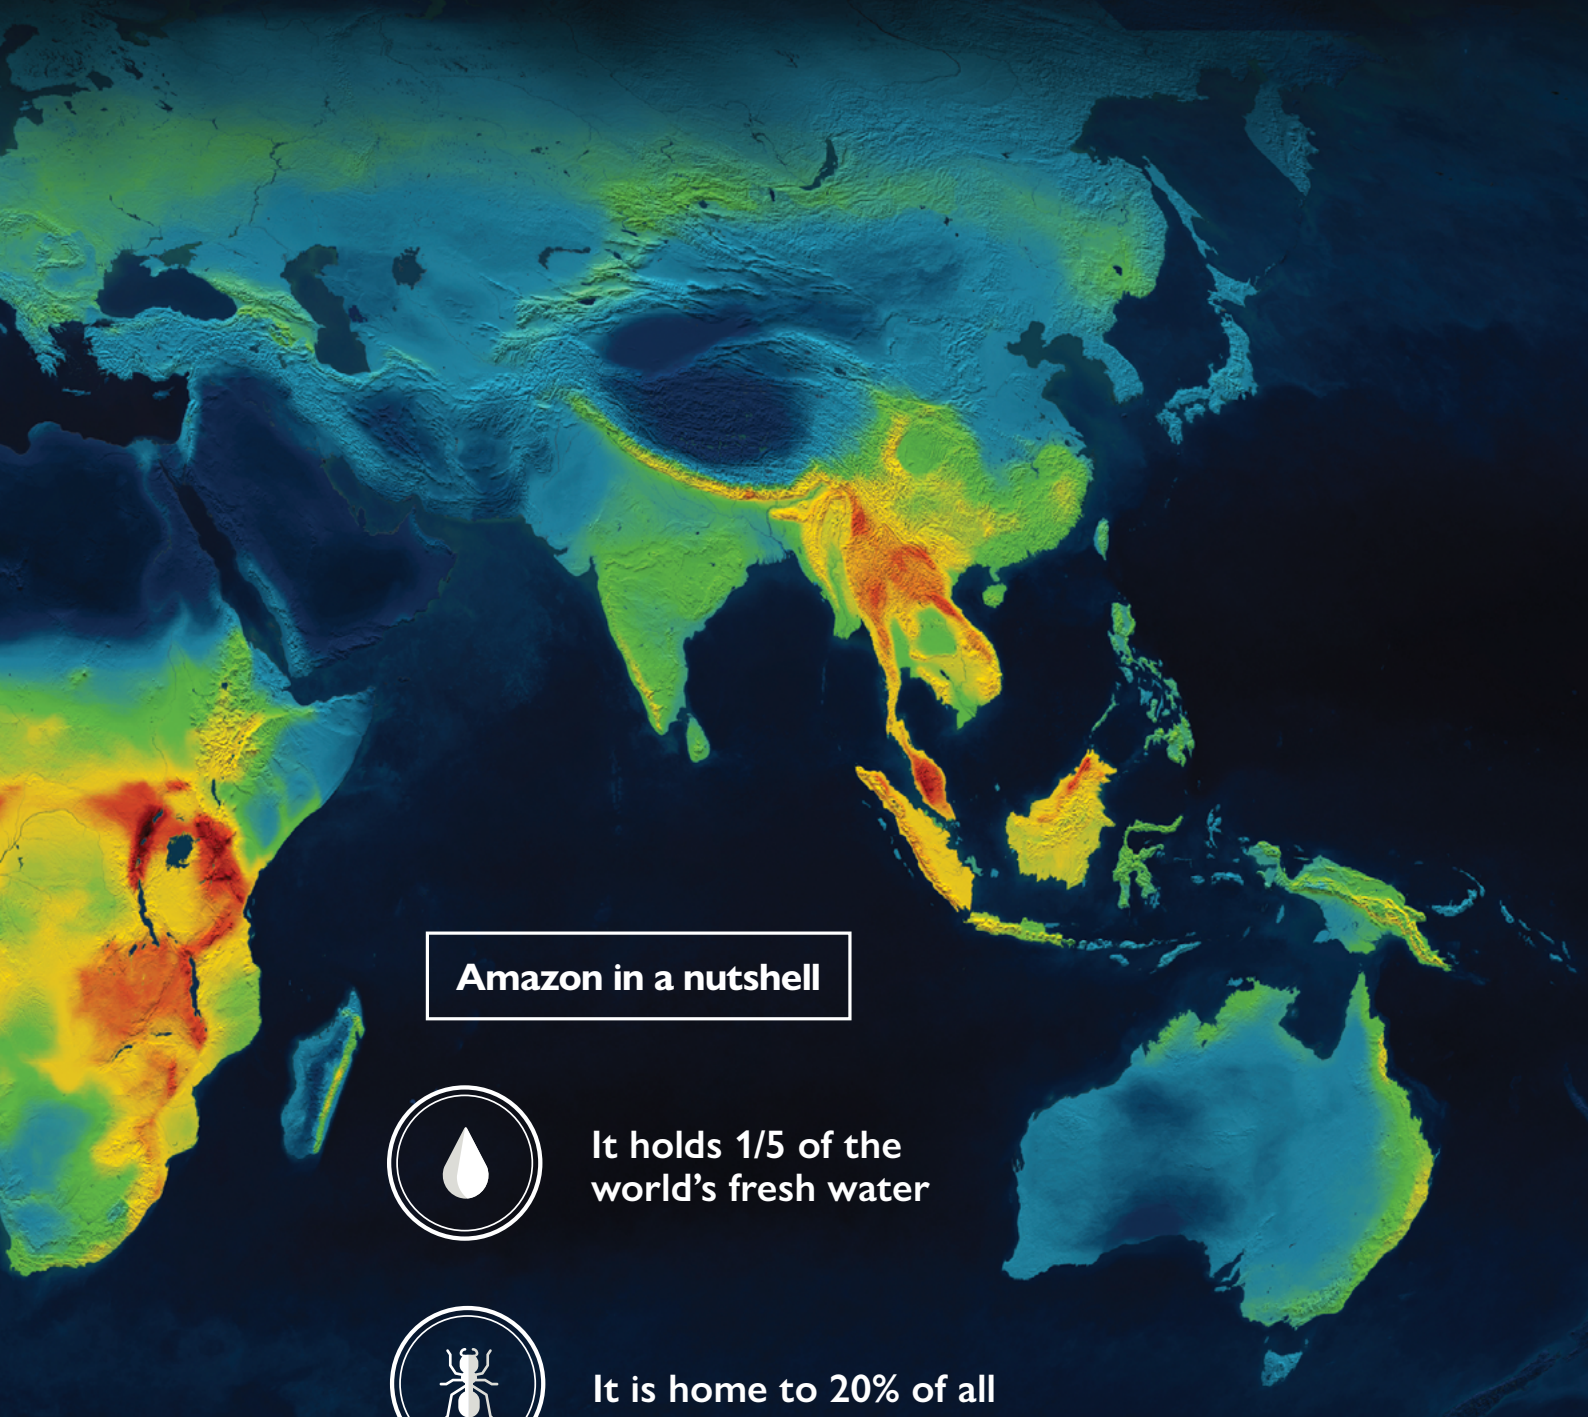 Amazon in a nutshell
It holds 1/5 of the
world's fresh water
It is home to 20% of all